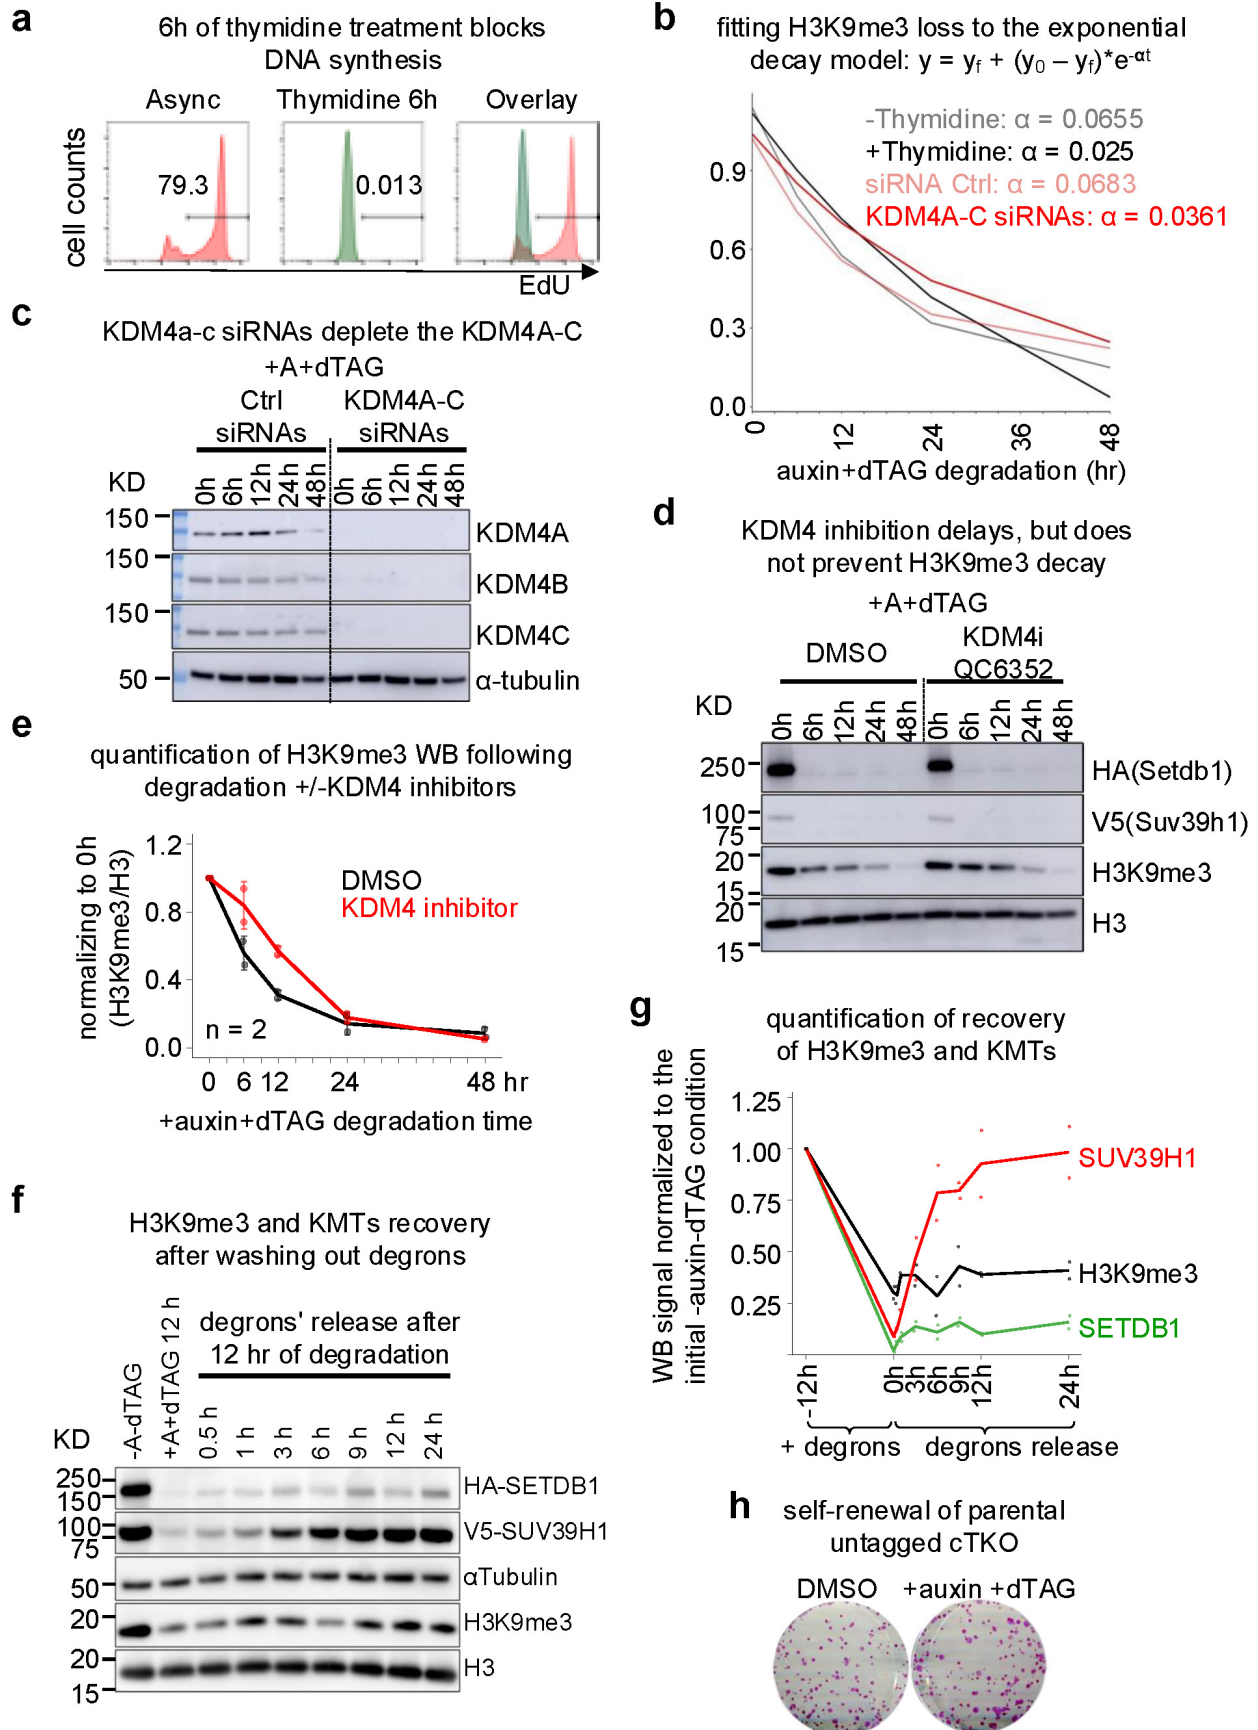 a
6h of thymidine treatment blocks
DNA synthesis
Async
Thymidine 6h
Overlay
cell counts
79.3
0.013
EdU
b
fitting H3K9me3 loss to the exponential
decay model: y = yf + (y0 – yf)*e-αt
-Thymidine: α = 0.0655
+Thymidine: α = 0.025
siRNA Ctrl: α = 0.0683
KDM4A-C siRNAs: α = 0.0361
0.9
0.6
0.3
0.0
0 12 24 36 48
auxin+dTAG degradation (hr)
c
KDM4a-c siRNAs deplete the KDM4A-C
+A+dTAG
Ctrl
siRNAs
KDM4A-C
siRNAs
KD
0h 6h 12h 24h 48h 0h 6h 12h 24h 48h
150
KDM4A
150
KDM4B
150
KDM4C
50
α-tubulin
d
KDM4 inhibition delays, but does
not prevent H3K9me3 decay
+A+dTAG
DMSO
KDM4i
QC6352
KD
0h 6h 12h 24h 48h 0h 6h 12h 24h 48h
250
HA(Setdb1)
100
75
V5(Suv39h1)
20
15
H3K9me3
20
15
H3
e
quantification of H3K9me3 WB following
degradation +/-KDM4 inhibitors
normalizing to 0h
(H3K9me3/H3)
1.2
0.8
0.4
0.0
DMSO
KDM4 inhibitor
n = 2
0 6 12 24 48 hr
+auxin+dTAG degradation time
f
H3K9me3 and KMTs recovery
after washing out degrons
degrons' release after
12 hr of degradation
KD
-A-dTAG
+A+dTAG 12 h
0.5 h 1 h 3 h 6 h 9 h 12 h 24 h
250
150
HA-SETDB1
100
75
V5-SUV39H1
50
αTubulin
20
H3K9me3
20
15
H3
g
quantification of recovery
of H3K9me3 and KMTs
WB signal normalized to the
initial -auxin-dTAG condition
1.25
1.00
0.75
0.50
0.25
SUV39H1
H3K9me3
SETDB1
-12h 0h 3h 6h 9h 12h 24h
+ degrons
degrons release
h
self-renewal of parental
untagged cTKO
DMSO
+auxin +dTAG